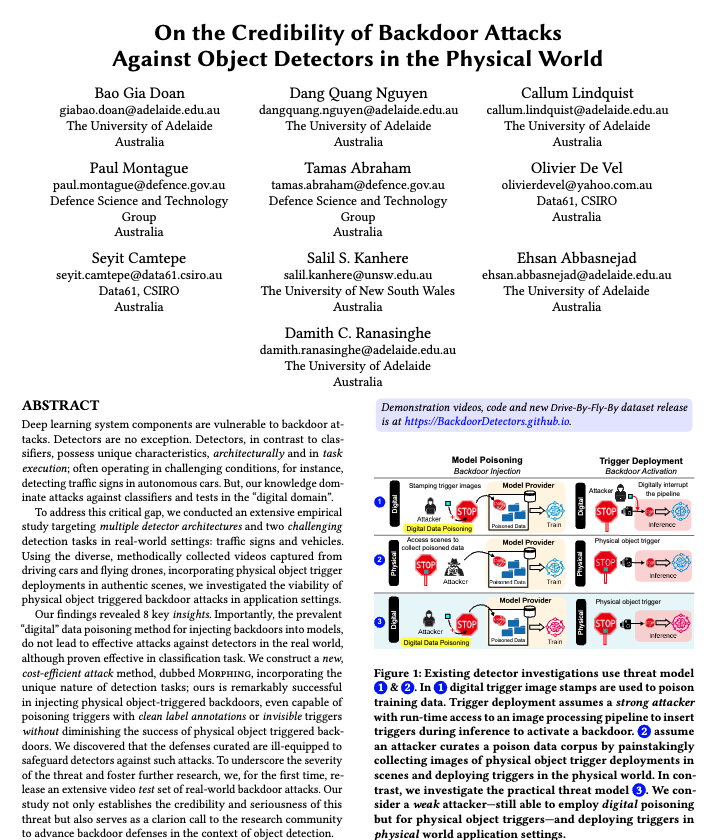 On the Credibility of Backdoor Attacks
Against Object Detectors in the Physical World
Bao Gia Doan
giabao.doan@adelaide.edu.au
The University of Adelaide
Australia
Dang Quang Nguyen
dangquang.nguyen@adelaide.edu.au
The University of Adelaide
Australia
Callum Lindquist
callum.lindquist@adelaide.edu.au
The University of Adelaide
Australia
Paul Montague
paul.montague@defence.gov.au
Defence Science and Technology
Group
Australia
Tamas Abraham
tamas.abraham@defence.gov.au
Defence Science and Technology
Group
Australia
Olivier De Vel
olivierdevel@yahoo.com.au
Data61, CSIRO
Australia
Seyit Camtepe
seyit.camtepe@data61.csiro.au
Data61, CSIRO
Australia
Salil S. Kanhere
salil.kanhere@unsw.edu.au
The University of New South Wales
Australia
Ehsan Abbasnejad
ehsan.abbasnejad@adelaide.edu.au
The University of Adelaide
Australia
Damith C. Ranasinghe
damith.ranasinghe@adelaide.edu.au
The University of Adelaide
Australia
ABSTRACT
Deep learning system components are vulnerable to backdoor at-
tacks. Detectors are no exception. Detectors, in contrast to clas-
sifiers, possess unique characteristics, architecturally and in task
execution; often operating in challenging conditions, for instance,
detecting traffic signs in autonomous cars. But, our knowledge dom-
inate attacks against classifiers and tests in the "digital domain".
To address this critical gap, we conducted an extensive empirical
study targeting multiple detector architectures and two challenging
detection tasks in real-world settings: traffic signs and vehicles.
Using the diverse, methodically collected videos captured from
driving cars and flying drones, incorporating physical object trigger
deployments in authentic scenes, we investigated the viability of
physical object triggered backdoor attacks in application settings.
Our findings revealed 8 key insights. Importantly, the prevalent
"digital" data poisoning method for injecting backdoors into models,
do not lead to effective attacks against detectors in the real world,
although proven effective in classification task. We construct a new,
cost-efficient attack method, dubbed MORPHING, incorporating the
unique nature of detection tasks; ours is remarkably successful
in injecting physical object-triggered backdoors, even capable of
poisoning triggers with clean label annotations or invisible triggers
without diminishing the success of physical object triggered back-
doors. We discovered that the defenses curated are ill-equipped to
safeguard detectors against such attacks. To underscore the severity
of the threat and foster further research, we, for the first time, re-
lease an extensive video test set of real-world backdoor attacks. Our
study not only establishes the credibility and seriousness of this
threat but also serves as a clarion call to the research community
to advance backdoor defenses in the context of object detection.
Demonstration videos, code and new Drive-By-Fly-By dataset release
is at https://BackdoorDetectors.github.io.
Model Poisoning
Backdoor Injection
Trigger Deployment
Backdoor Activation
1
Digital
Stamping trigger images
Attacker
STOP
Digital Data Poisoning
Model Provider
Poisoned Data
Train
Digital
Attacker
Digitally interrupt
the pipeline
STOP
Inference
2
Physical
Access scenes to
collect poisoned data
STOP
Attacker
Model Provider
Poisoned Data
Train
Physical
Physical object trigger
STOP
Inference
3
Digital
Attacker
STOP
Digital Data Poisoning
Model Provider
Poisoned Data
Train
Physical
Physical object trigger
STOP
Inference
Figure 1: Existing detector investigations use threat model
1 & 2. In 1 digital trigger image stamps are used to poison
training data. Trigger deployment assumes a strong attacker
with run-time access to an image processing pipeline to insert
triggers during inference to activate a backdoor. 2 assume
an attacker curates a poison data corpus by painstakingly
collecting images of physical object trigger deployments in
scenes and deploying triggers in the physical world. In con-
trast, we investigate the practical threat model 3. We con-
sider a weak attacker—still able to employ digital poisoning
but for physical object triggers—and deploying triggers in
physical world application settings.